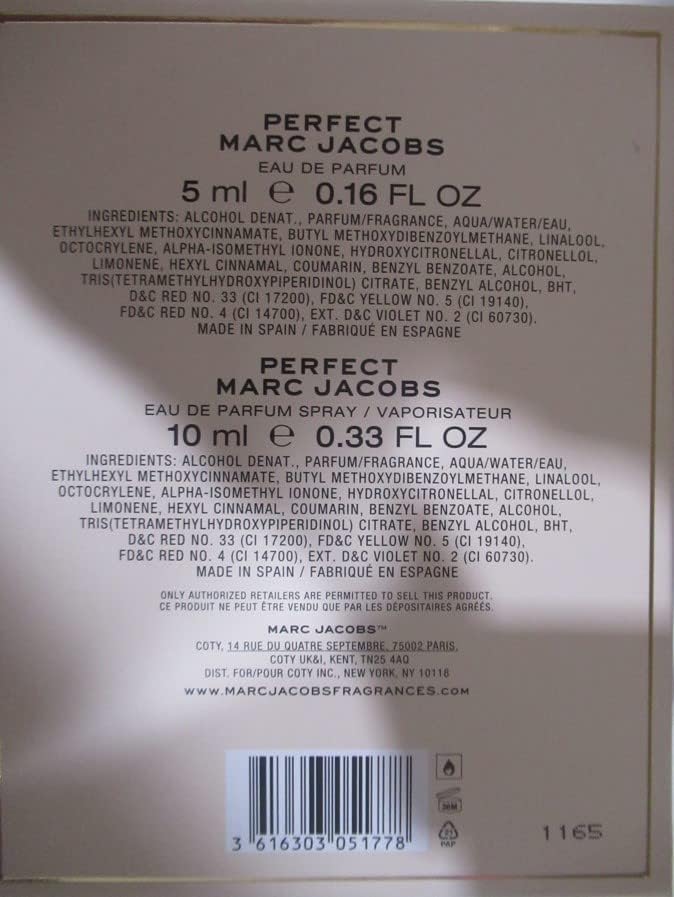 PERFECT
MARC JACOBS
EAU DE PARFUM
5 ml ℮ 0.16 FL OZ
INGREDIENTS: ALCOHOL DENAT., PARFUM/FRAGRANCE, AQUA/WATER/EAU,
ETHYLHEXYL METHOXYCINNAMATE, BUTYL METHOXYDIBENZOYLMETHANE, LINALOOL,
OCTOCRYLENE, ALPHA-ISOMETHYL IONONE, HYDROXYCITRONELLAL, CITRONELLOL,
LIMONENE, HEXYL CINNAMAL, COUMARIN, BENZYL BENZOATE, ALCOHOL,
TRIS(TETRAMETHYLHYDROXYPIPERIDINOL) CITRATE, BENZYL ALCOHOL, BHT,
D&C RED NO. 33 (CI 17200), FD&C YELLOW NO. 5 (CI 19140),
FD&C RED NO. 4 (CI 14700), EXT. D&C VIOLET NO. 2 (CI 60730).
MADE IN SPAIN / FABRIQUÉ EN ESPAGNE
PERFECT
MARC JACOBS
EAU DE PARFUM SPRAY / VAPORISATEUR
10 ml ℮ 0.33 FL OZ
INGREDIENTS: ALCOHOL DENAT., PARFUM/FRAGRANCE, AQUA/WATER/EAU,
ETHYLHEXYL METHOXYCINNAMATE, BUTYL METHOXYDIBENZOYLMETHANE, LINALOOL,
OCTOCRYLENE, ALPHA-ISOMETHYL IONONE, HYDROXYCITRONELLAL, CITRONELLOL,
LIMONENE, HEXYL CINNAMAL, COUMARIN, BENZYL BENZOATE, ALCOHOL,
TRIS(TETRAMETHYLHYDROXYPIPERIDINOL) CITRATE, BENZYL ALCOHOL, BHT,
D&C RED NO. 33 (CI 17200), FD&C YELLOW NO. 5 (CI 19140),
FD&C RED NO. 4 (CI 14700), EXT. D&C VIOLET NO. 2 (CI 60730).
MADE IN SPAIN / FABRIQUÉ EN ESPAGNE
ONLY AUTHORIZED RETAILERS ARE PERMITTED TO SELL THIS PRODUCT.
CE PRODUIT NE PEUT ÊTRE VENDU QUE PAR LES DÉPOSITAIRES AGRÉÉS.
MARC JACOBS™
COTY, 14 RUE DU QUATRE SEPTEMBRE, 75002 PARIS.
COTY UK&I, KENT, TN25 4AQ
DIST. FOR/POUR COTY INC., NEW YORK, NY 10118
WWW.MARCJACOBSFRAGRANCES.COM
36M
21
PAP
3 616303 051778
1165